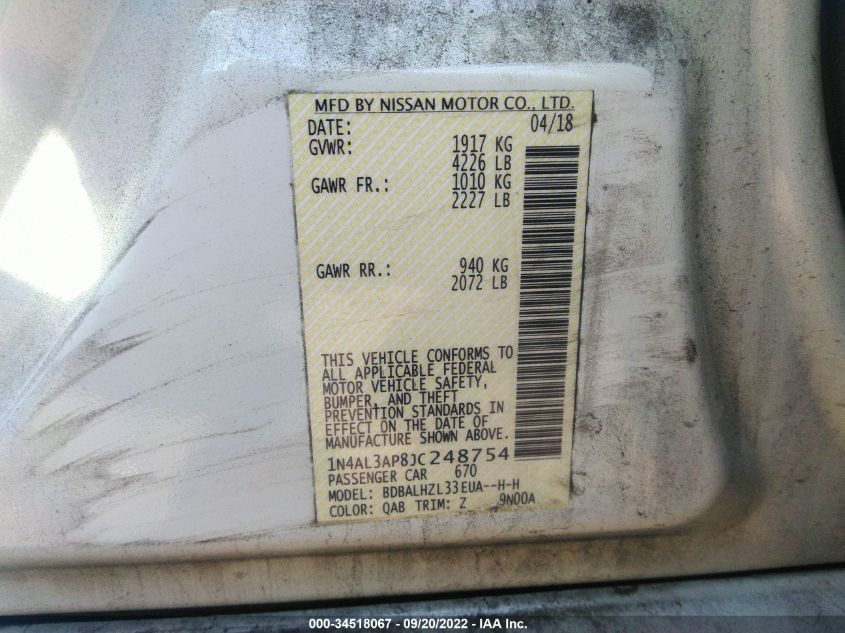 MFD BY NISSAN MOTOR CO., LTD.
DATE: 04/18
GVWR: 1917 KG
4226 LB
GAWR FR.: 1010 KG
2227 LB
GAWR RR.: 940 KG
2072 LB
THIS VEHICLE CONFORMS TO
ALL APPLICABLE FEDERAL
MOTOR VEHICLE SAFETY,
BUMPER, AND THEFT
PREVENTION STANDARDS IN
EFFECT ON THE DATE OF
MANUFACTURE SHOWN ABOVE.
1N4AL3AP8JC248754
PASSENGER CAR 670
MODEL: BDBALHZL33EUA--H-H
COLOR: QAB TRIM: Z 9N00A
000-34518067 - 09/20/2022 - IAA Inc.